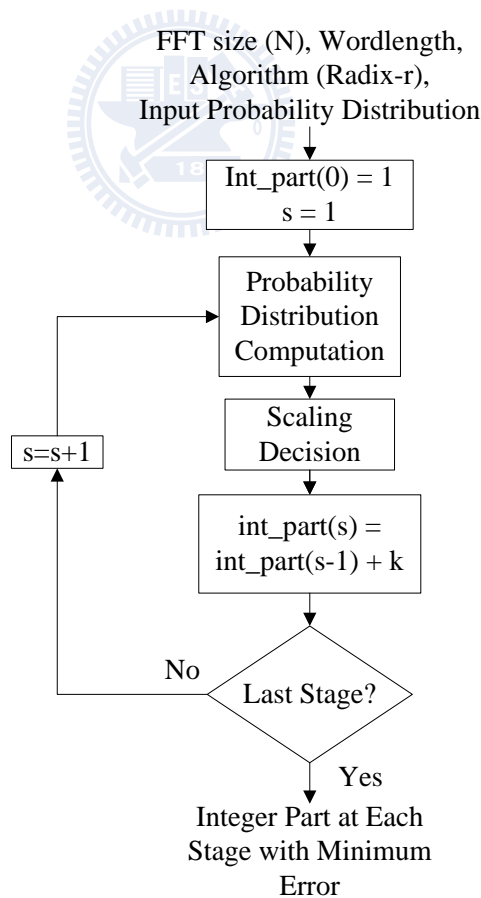 FFT size (N), Wordlength,
Algorithm (Radix-r),
Input Probability Distribution
Int_part(0) = 1
s = 1
Probability
Distribution
Computation
Scaling
Decision
s=s+1
int_part(s) =
int_part(s-1) + k
No
Last Stage?
Yes
Integer Part at Each
Stage with Minimum
Error